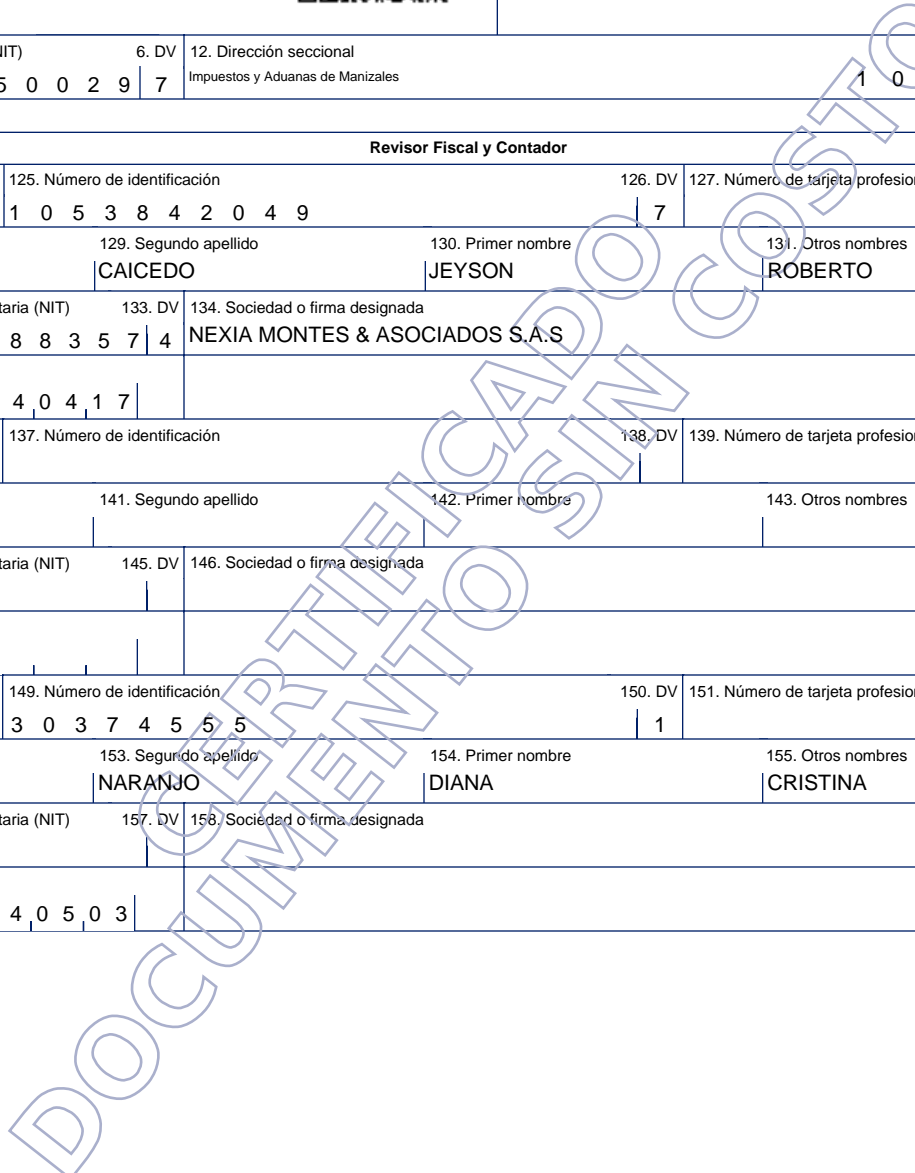 IIT) 6. DV 12. Dirección seccional
5 0 0 2 9 7 Impuestos y Aduanas de Manizales 1 0
Revisor Fiscal y Contador
125. Número de identificación 126. DV 127. Número de tarjeta profesion
1 0 5 3 8 4 2 0 4 9 7
129. Segundo apellido 130. Primer nombre 131. Otros nombres
CAICEDO JEYSON ROBERTO
taria (NIT) 133. DV 134. Sociedad o firma designada
8 8 3 5 7 4 NEXIA MONTES & ASOCIADOS S.A.S
4 0 4 1 7
137. Número de identificación 138. DV 139. Número de tarjeta profesion
141. Segundo apellido 142. Primer nombre 143. Otros nombres
taria (NIT) 145. DV 146. Sociedad o firma designada
149. Número de identificación 150. DV 151. Número de tarjeta profesion
3 0 3 7 4 5 5 5 1
153. Segundo apellido 154. Primer nombre 155. Otros nombres
NARANJO DIANA CRISTINA
taria (NIT) 157. DV 158. Sociedad o firma designada
4 0 5 0 3
CERTIFICADO
DOCUMENTO SIN COSTO